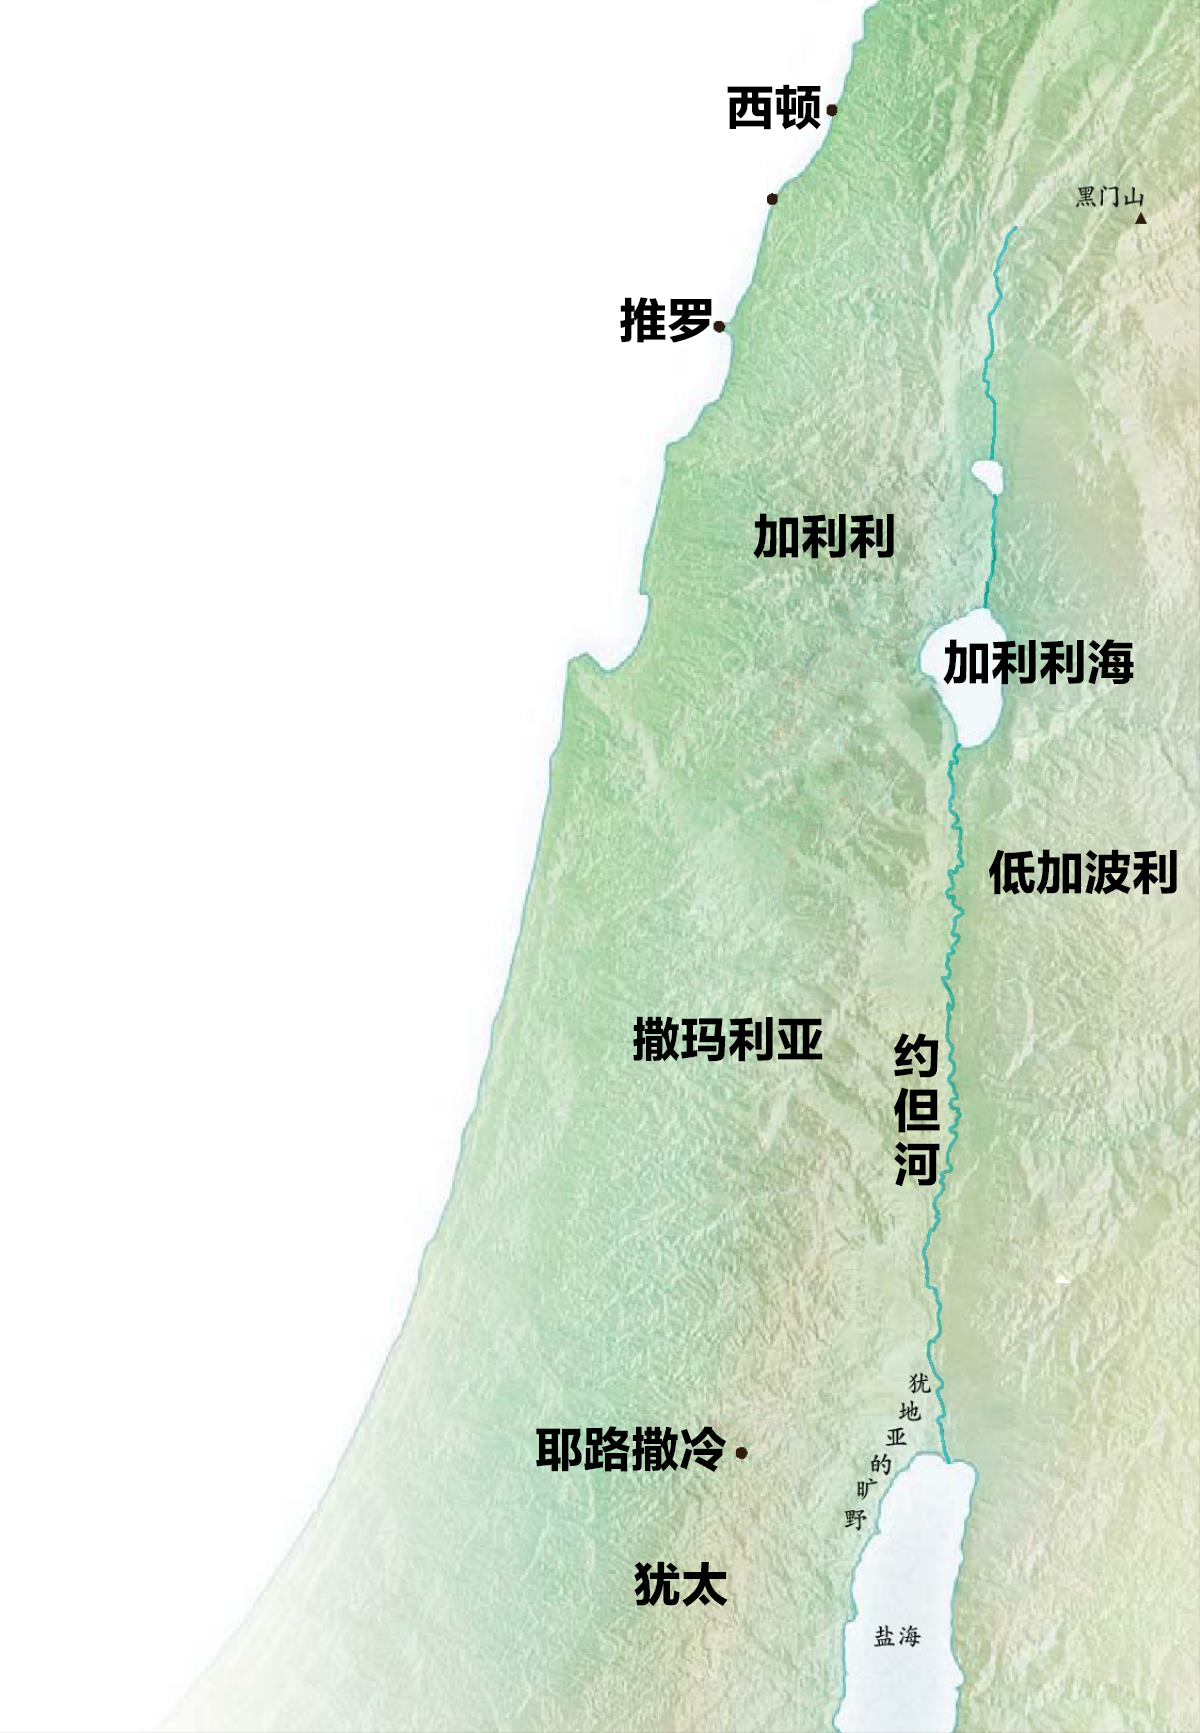 西顿
黑门山
推罗
加利利
加利利海
低加波利
撒玛利亚
约但河
犹地亚的旷野
耶路撒冷
犹太
盐海